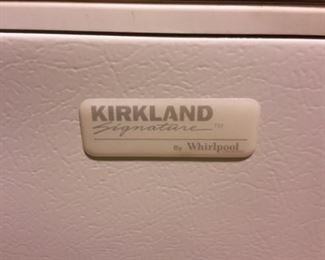 KIRKLAND
Signature™
By Whirlpool